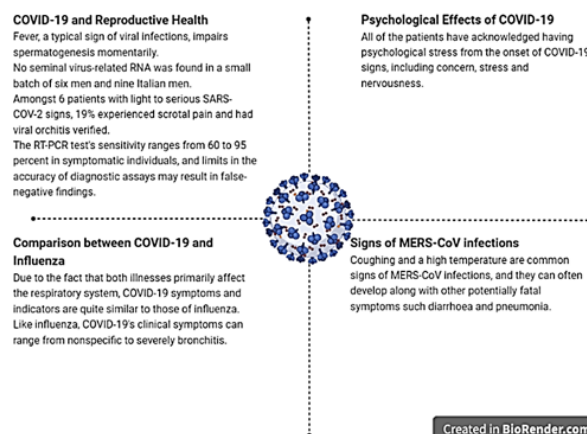 COVID-19 and Reproductive Health
Fever, a typical sign of viral infections, impairs
spermatogenesis momentarily.
No seminal virus-related RNA was found in a small
batch of six men and nine Italian men.
Amongst 6 patients with light to serious SARS-
COV-2 signs, 19% experienced scrotal pain and had
viral orchitis verified.
The RT-PCR test's sensitivity ranges from 60 to 95
percent in symptomatic individuals, and limits in the
accuracy of diagnostic assays may result in false-
negative findings.
Psychological Effects of COVID-19
All of the patients have acknowledged having
psychological stress from the onset of COVID-19
signs, including concern, stress and
nervousness.
Comparison between COVID-19 and
Influenza
Due to the fact that both illnesses primarily affect
the respiratory system, COVID-19 symptoms and
indicators are quite similar to those of influenza.
Like influenza, COVID-19's clinical symptoms can
range from nonspecific to severely bronchitis.
Signs of MERS-CoV infections
Coughing and a high temperature are common
signs of MERS-CoV infections, and they can often
develop along with other potentially fatal
symptoms such diarrhoea and pneumonia.
Created in BioRender.com